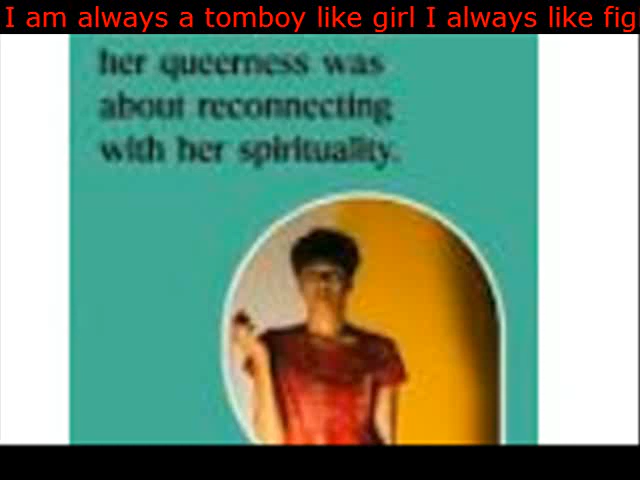 I am always a tomboy like girl I always like fig
her queerness was
about reconnecting
with her spirituality.